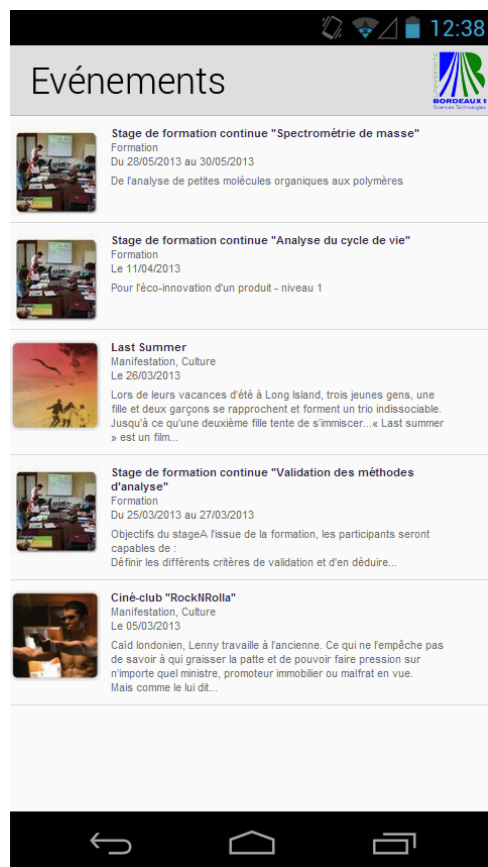 12:38
Evénements
UNIVERSITÉ
BORDEAUX 1
Sciences Technologies
Stage de formation continue "Spectrométrie de masse"
Formation
Du 28/05/2013 au 30/05/2013
De l'analyse de petites molécules organiques aux polymères
Stage de formation continue "Analyse du cycle de vie"
Formation
Le 11/04/2013
Pour l'éco-innovation d'un produit - niveau 1
Last Summer
Manifestation, Culture
Le 26/03/2013
Lors de leurs vacances d'été à Long Island, trois jeunes gens, une
fille et deux garçons se rapprochent et forment un trio indissociable.
Jusqu'à ce qu'une deuxième fille tente de s'immiscer...« Last summer
» est un film...
Stage de formation continue "Validation des méthodes
d'analyse"
Formation
Du 25/03/2013 au 27/03/2013
Objectifs du stageA l'issue de la formation, les participants seront
capables de :
Définir les différents critères de validation et d'en déduire...
Ciné-club "RockNRolla"
Manifestation, Culture
Le 05/03/2013
Caïd londonien, Lenny travaille à l'ancienne. Ce qui ne l'empêche pas
de savoir à qui graisser la patte et de pouvoir faire pression sur
n'importe quel ministre, promoteur immobilier ou malfrat en vue.
Mais comme le lui dit...